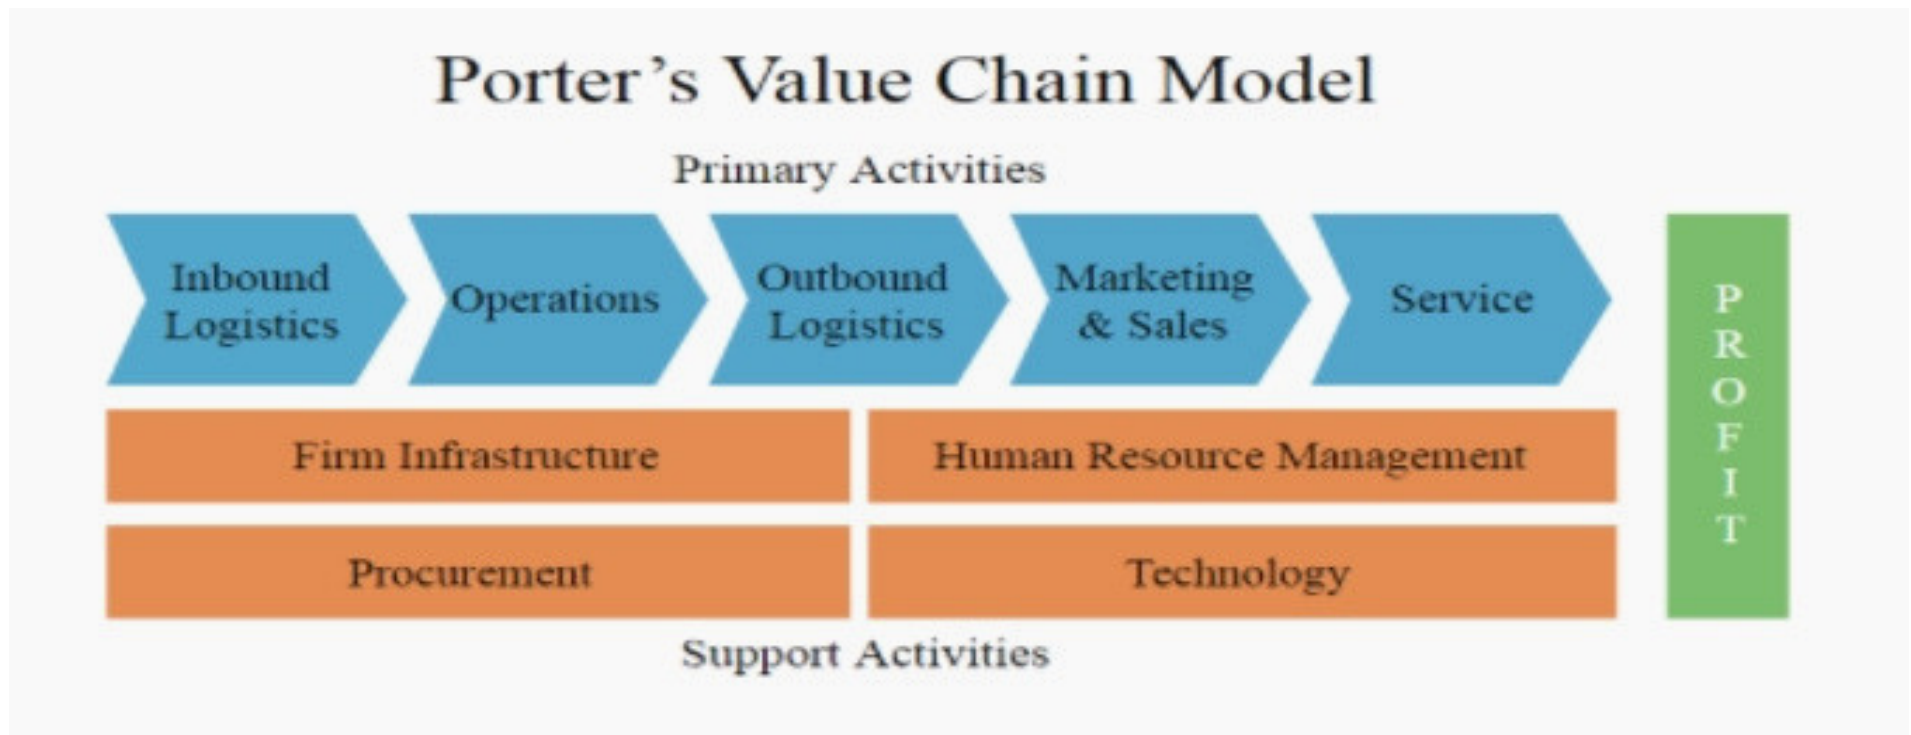 Porter’s Value Chain Model
Primary Activities
Inbound
Logistics
Operations
Outbound
Logistics
Marketing
& Sales
Service
PROFIT
Firm Infrastructure
Human Resource Management
Procurement
Technology
Support Activities